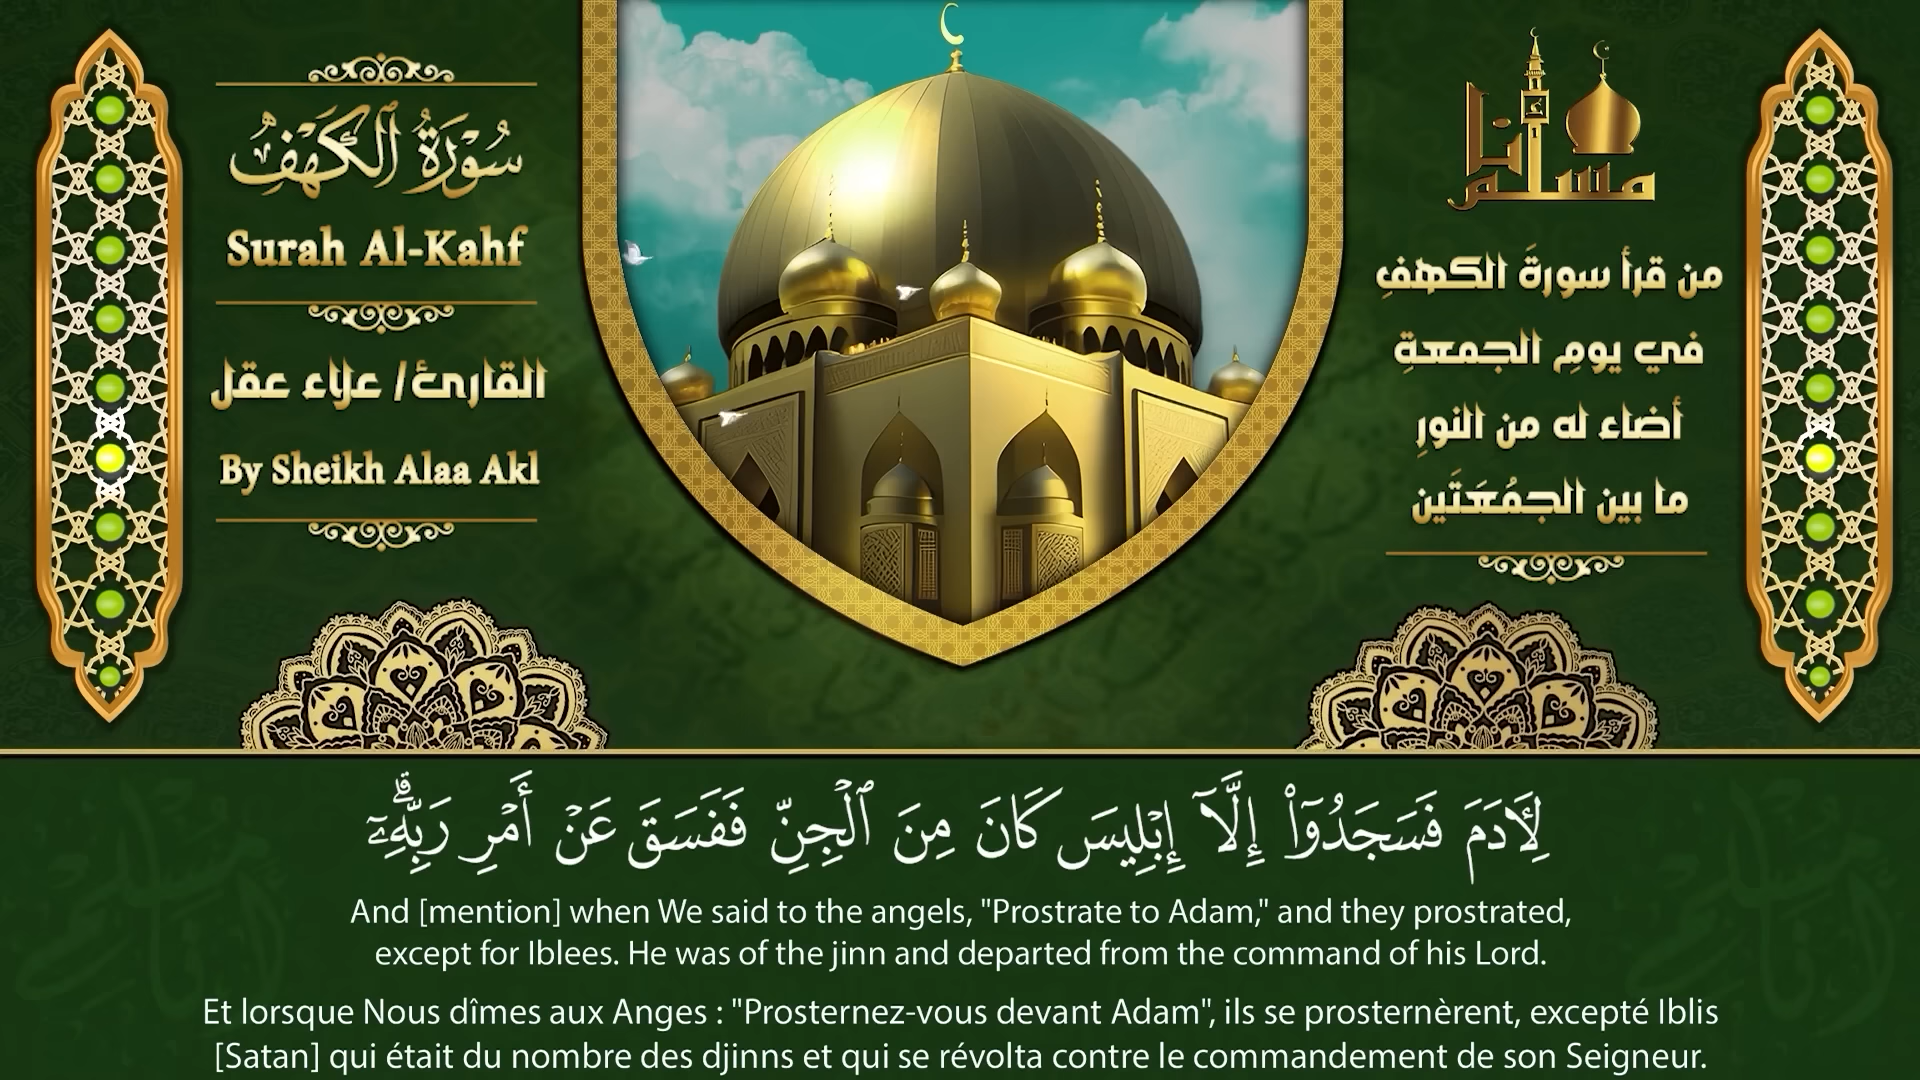 سُورَةُ ٱلْكَهْفِ
Surah Al-Kahf
القارئ / علاء عقل
By Sheikh Alaa Akl
مسلم أنا
من قرأ سورةَ الكهفِ
في يومِ الجمعةِ
أضاء له من النورِ
ما بين الجمُعَتَين
لِأَٓدَمَ فَسَجَدُوٓا۟ إِلَّآ إِبْلِيسَ كَانَ مِنَ ٱلْجِنِّ فَفَسَقَ عَنْ أَمْرِ رَبِّهِۦٓ ۗ
And [mention] when We said to the angels, "Prostrate to Adam," and they prostrated,
except for Iblees. He was of the jinn and departed from the command of his Lord.
Et lorsque Nous dîmes aux Anges : "Prosternez-vous devant Adam", ils se prosternèrent, excepté Iblis
[Satan] qui était du nombre des djinns et qui se révolta contre le commandement de son Seigneur.